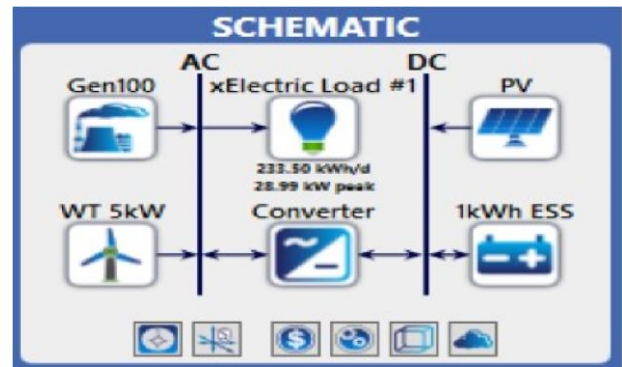 SCHEMATIC
AC DC
Gen100 xElectric Load #1 PV
233.50 kWh/d
28.99 kW peak
WT 5kW Converter 1kWh ESS